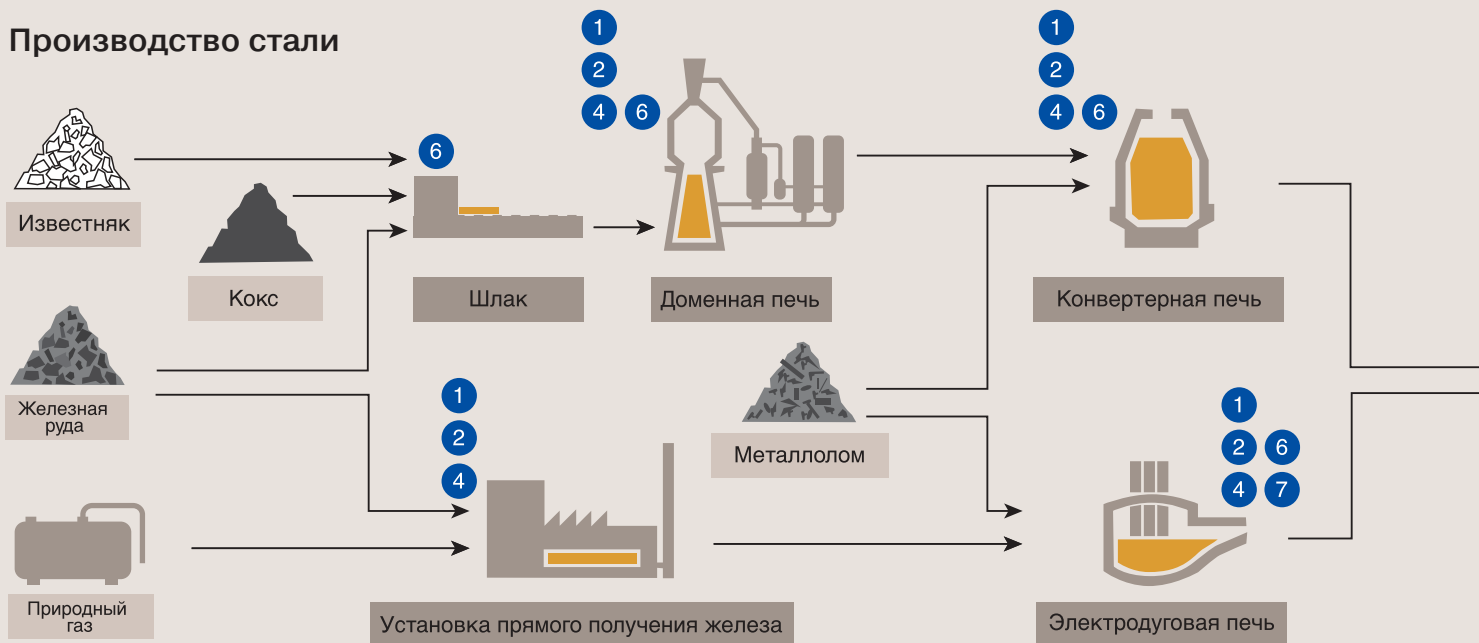 Производство стали
1
2
4 6
1
2
4 6
6
Известняк
Кокс
Шлак
Доменная печь
Конвертерная печь
Железная
руда
1
2
4
Металлолом
1
2 6
4 7
Природный
газ
Установка прямого получения железа
Электродуговая печь